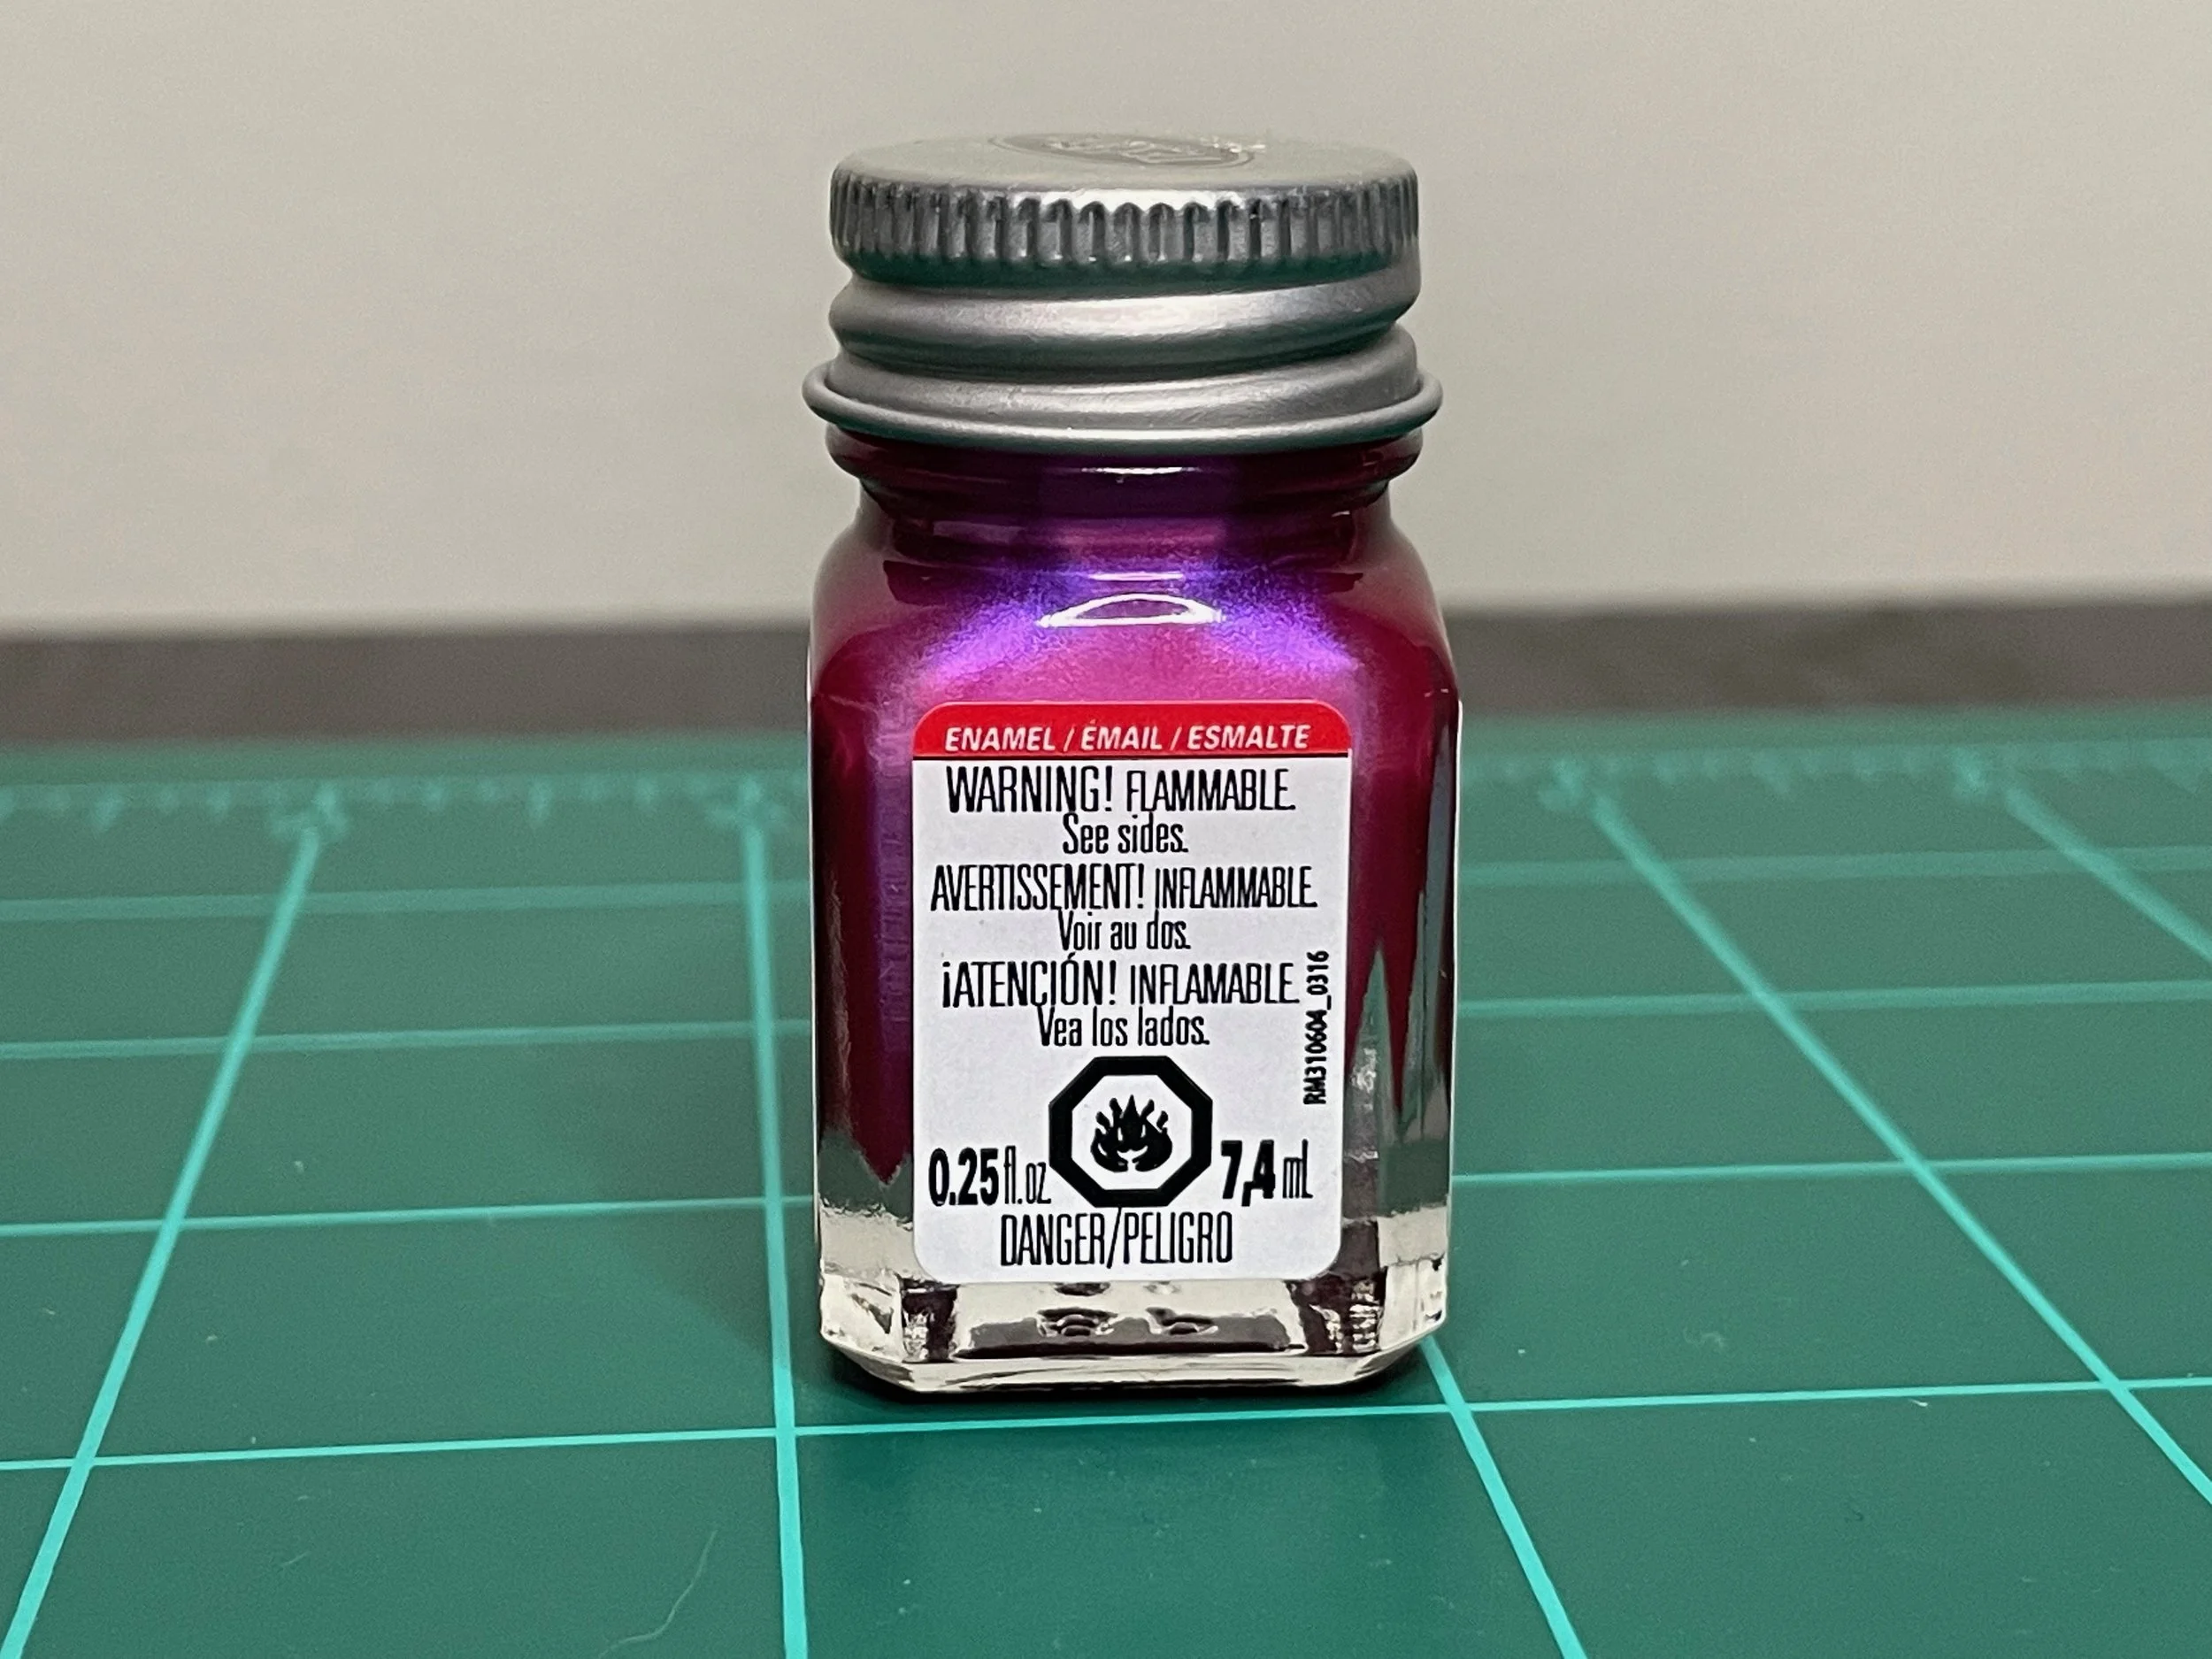 ENAMEL / ÉMAIL / ESMALTE
WARNING! FLAMMABLE.
See sides.
AVERTISSEMENT! INFLAMMABLE.
Voir au dos.
¡ATENCIÓN! INFLAMABLE.
Vea los lados.
RM310604_0316
0.25 fl. oz 7,4 mL
DANGER/PELIGRO